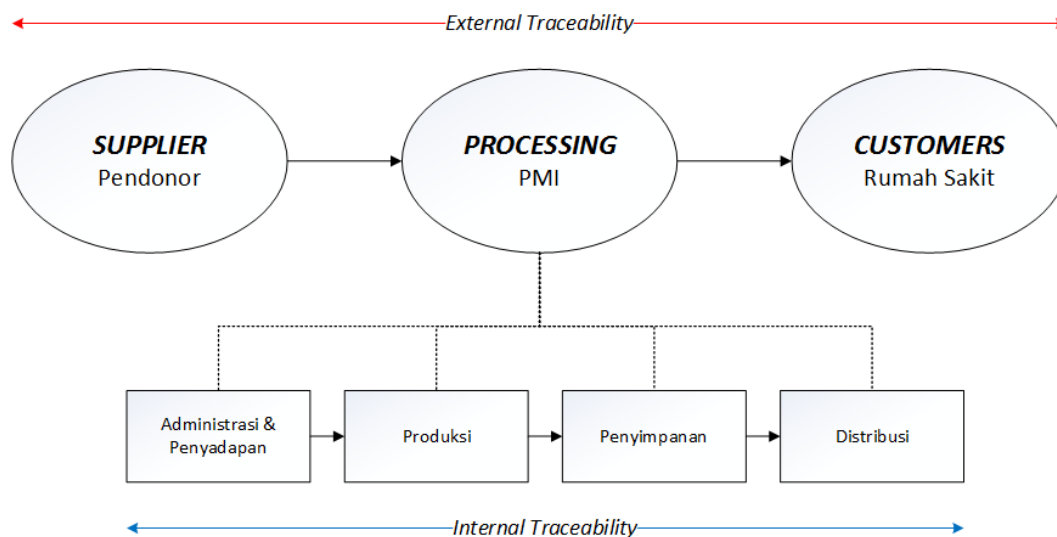 External Traceability
SUPPLIER
Pendonor
PROCESSING
PMI
CUSTOMERS
Rumah Sakit
Administrasi &
Penyadapan
Produksi
Penyimpanan
Distribusi
Internal Traceability